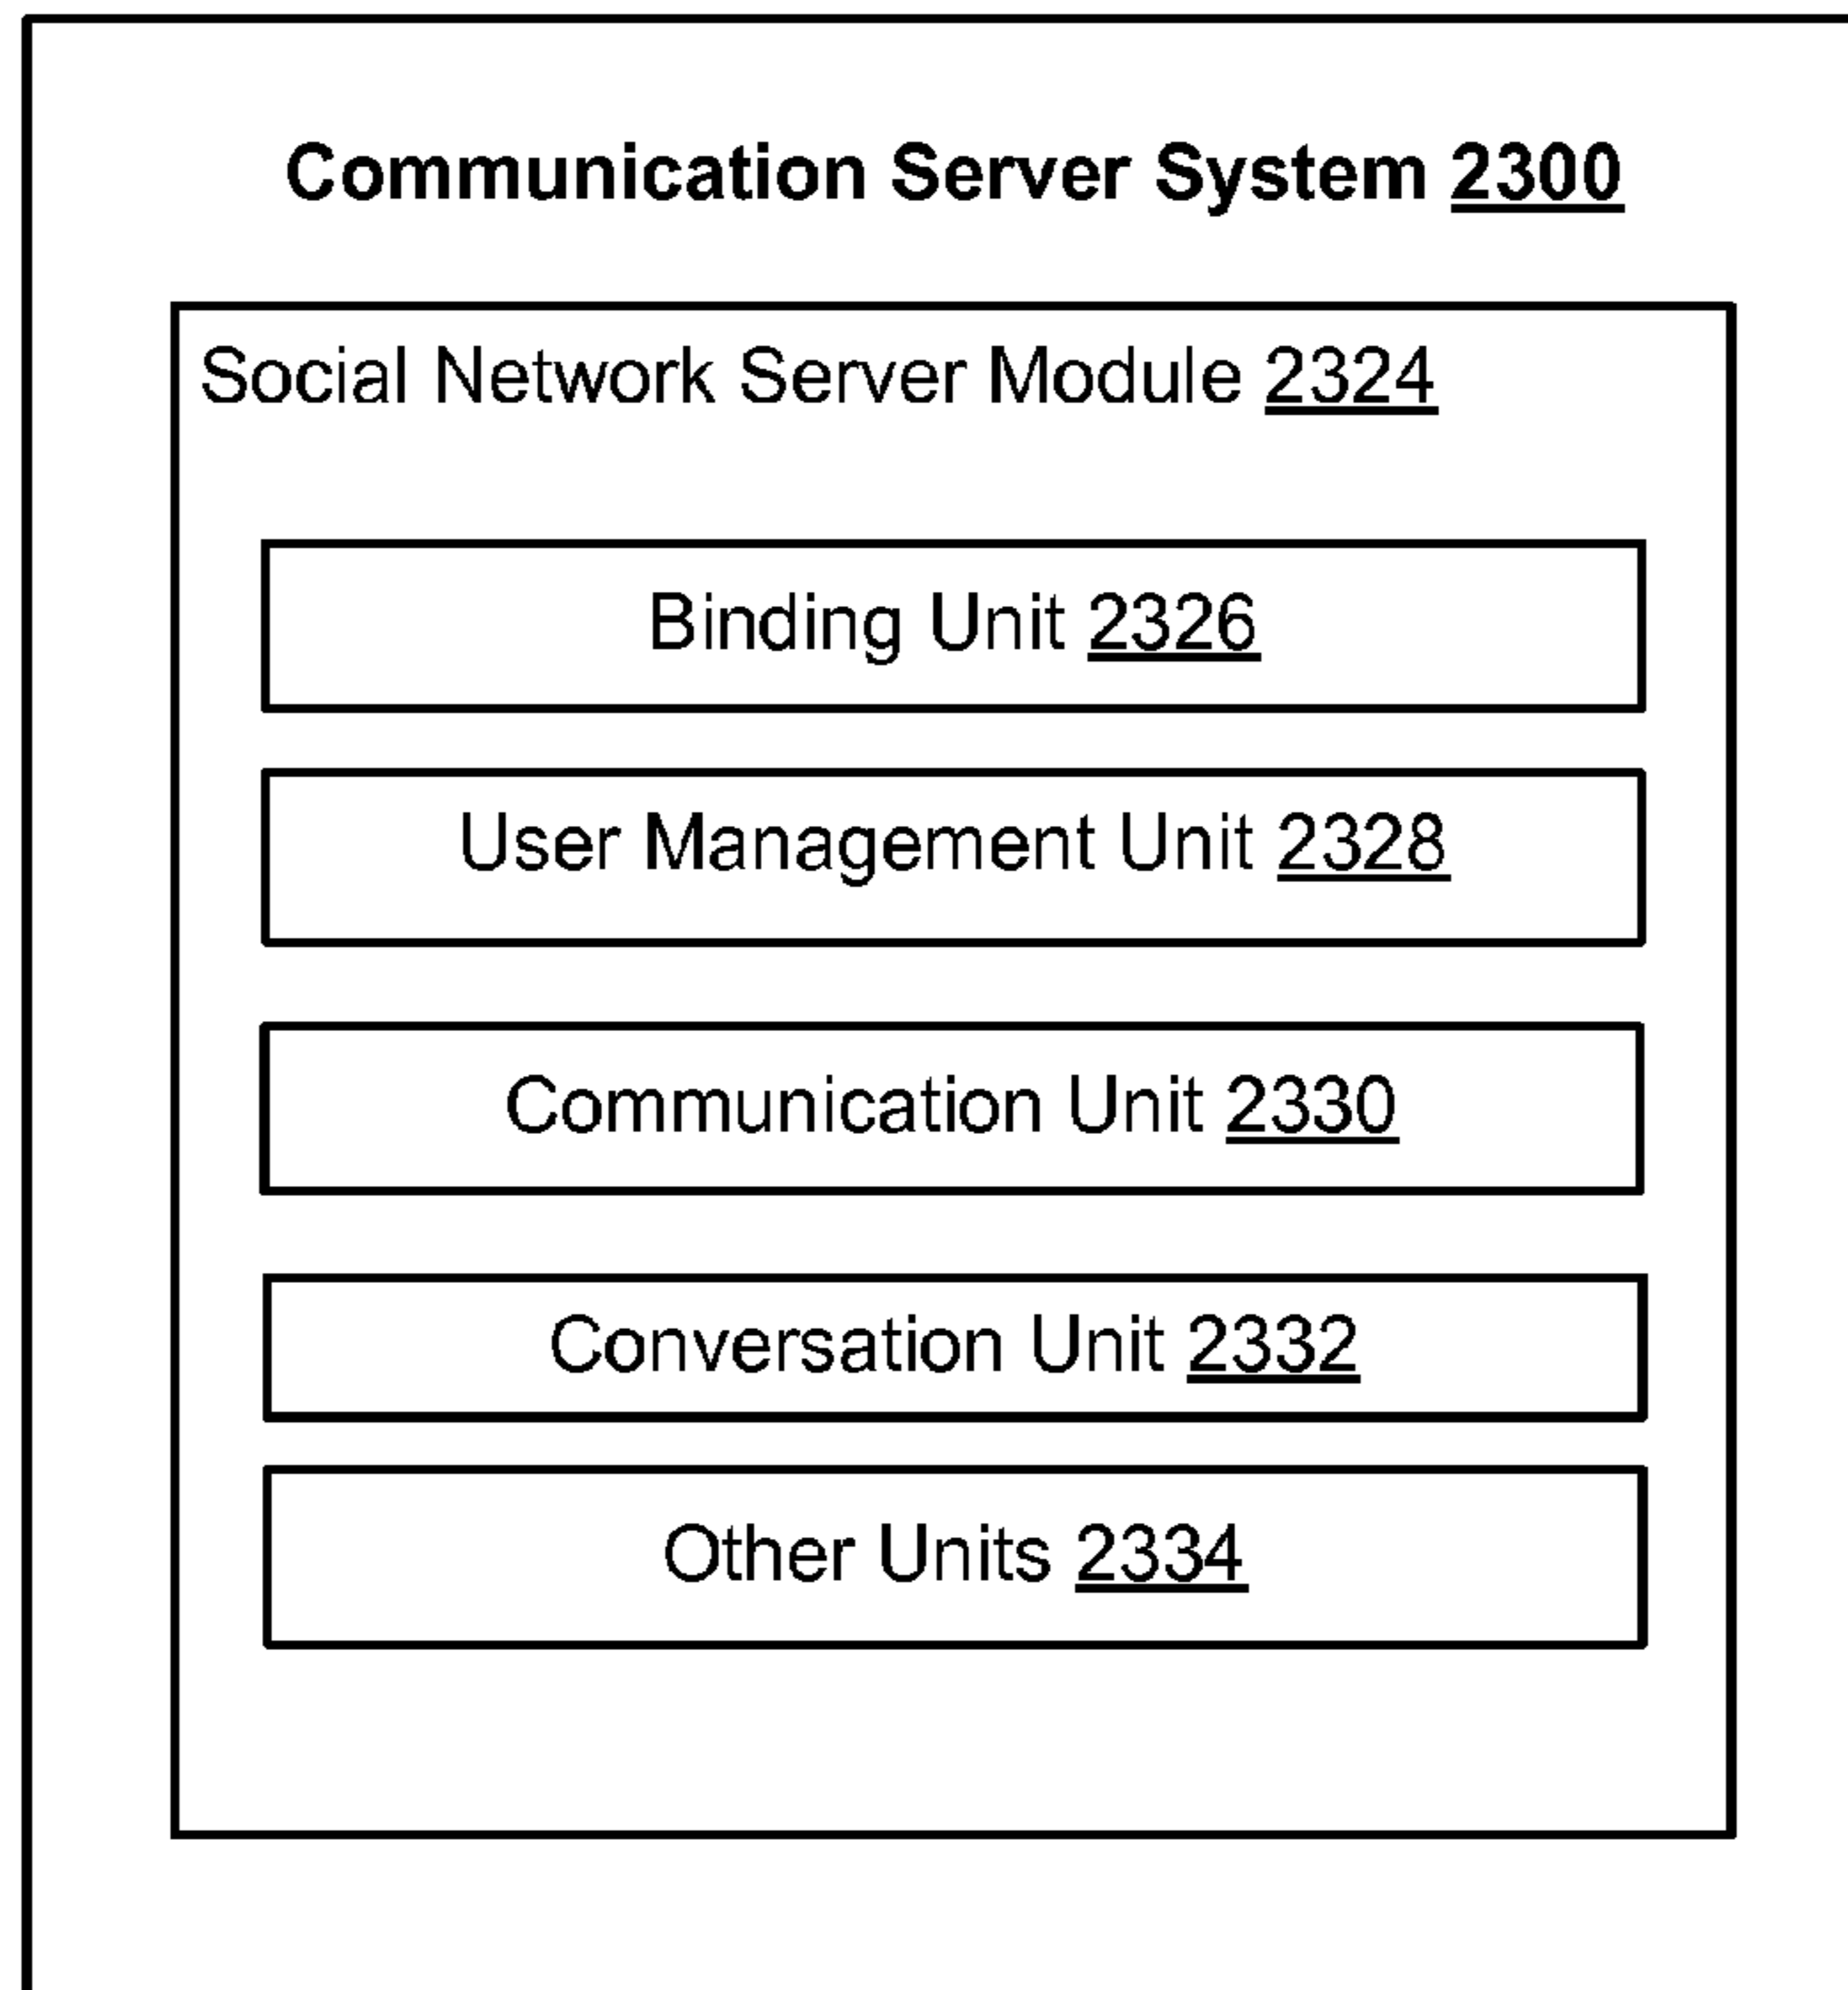 Communication Server System 2300
Social Network Server Module 2324
Binding Unit 2326
User Management Unit 2328
Communication Unit 2330
Conversation Unit 2332
Other Units 2334